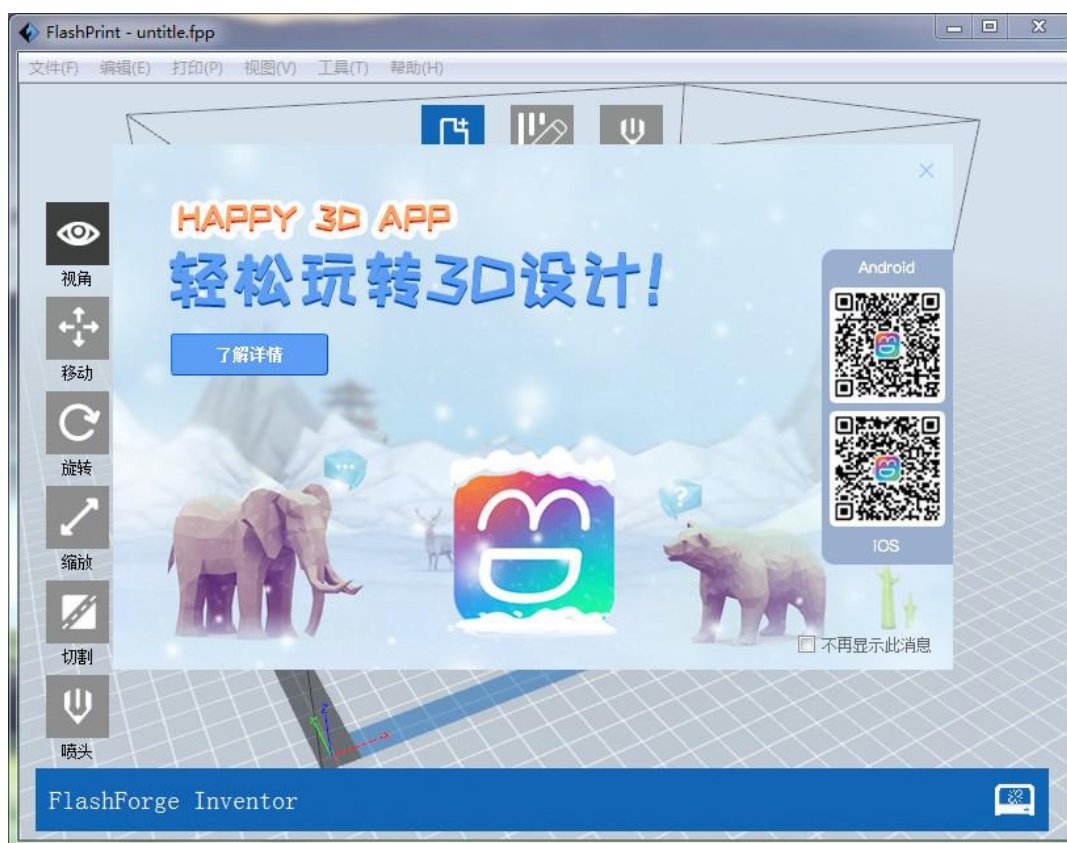 FlashPrint - untitle.fpp
文件(F) 编辑(E) 打印(P) 视图(V) 工具(T) 帮助(H)
HAPPY 3D APP
轻松玩转3D设计!
了解详情
Android
iOS
不再显示此消息
视角
移动
旋转
缩放
切割
喷头
X
Z
FlashForge Inventor